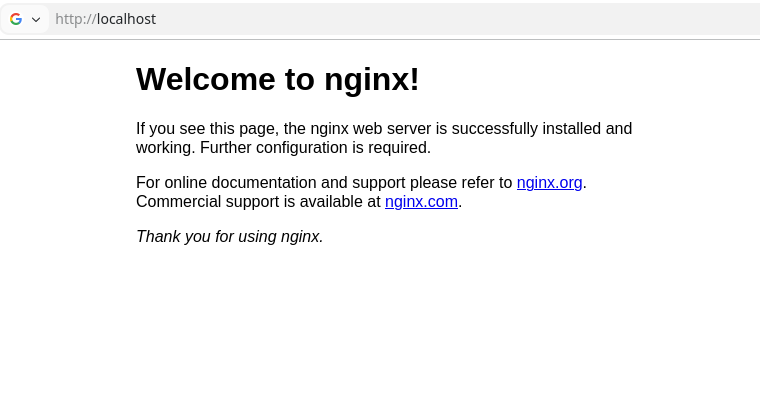 http://localhost
Welcome to nginx!
If you see this page, the nginx web server is successfully installed and
working. Further configuration is required.
For online documentation and support please refer to nginx.org.
Commercial support is available at nginx.com.
Thank you for using nginx.